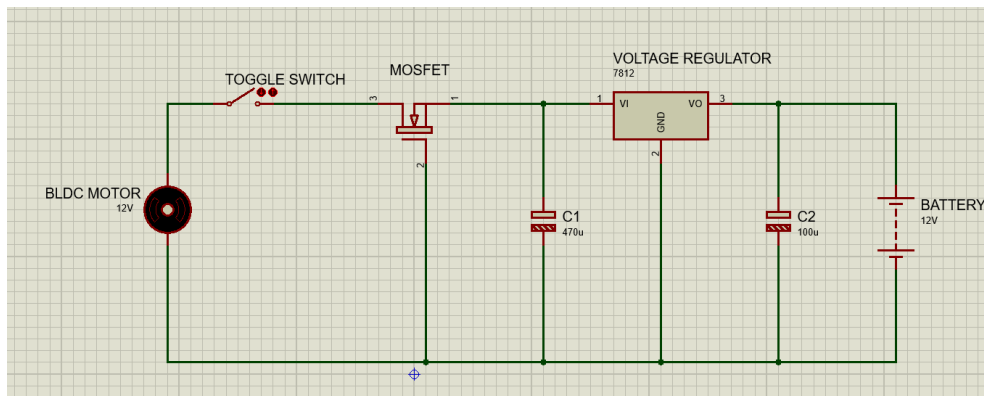 TOGGLE SWITCH
MOSFET
3
1
2
VOLTAGE REGULATOR
7812
1
VI
VO
3
GND
2
BLDC MOTOR
12V
C1
470u
C2
100u
BATTERY
12V